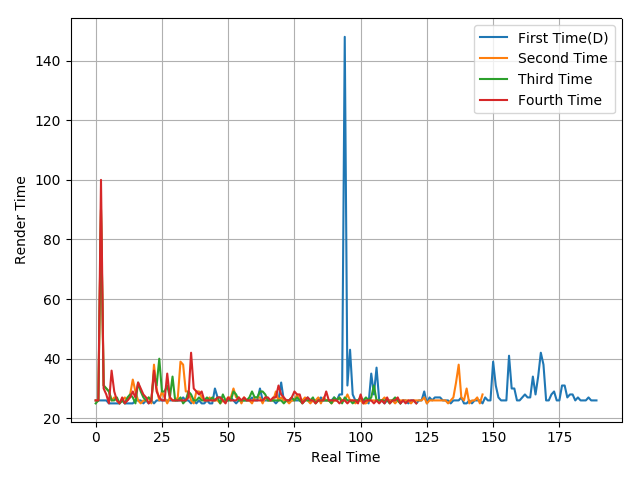 First Time(D)
Second Time
Third Time
Fourth Time
Render Time
140
120
100
80
60
40
20
0
25
50
75
100
125
150
175
Real Time